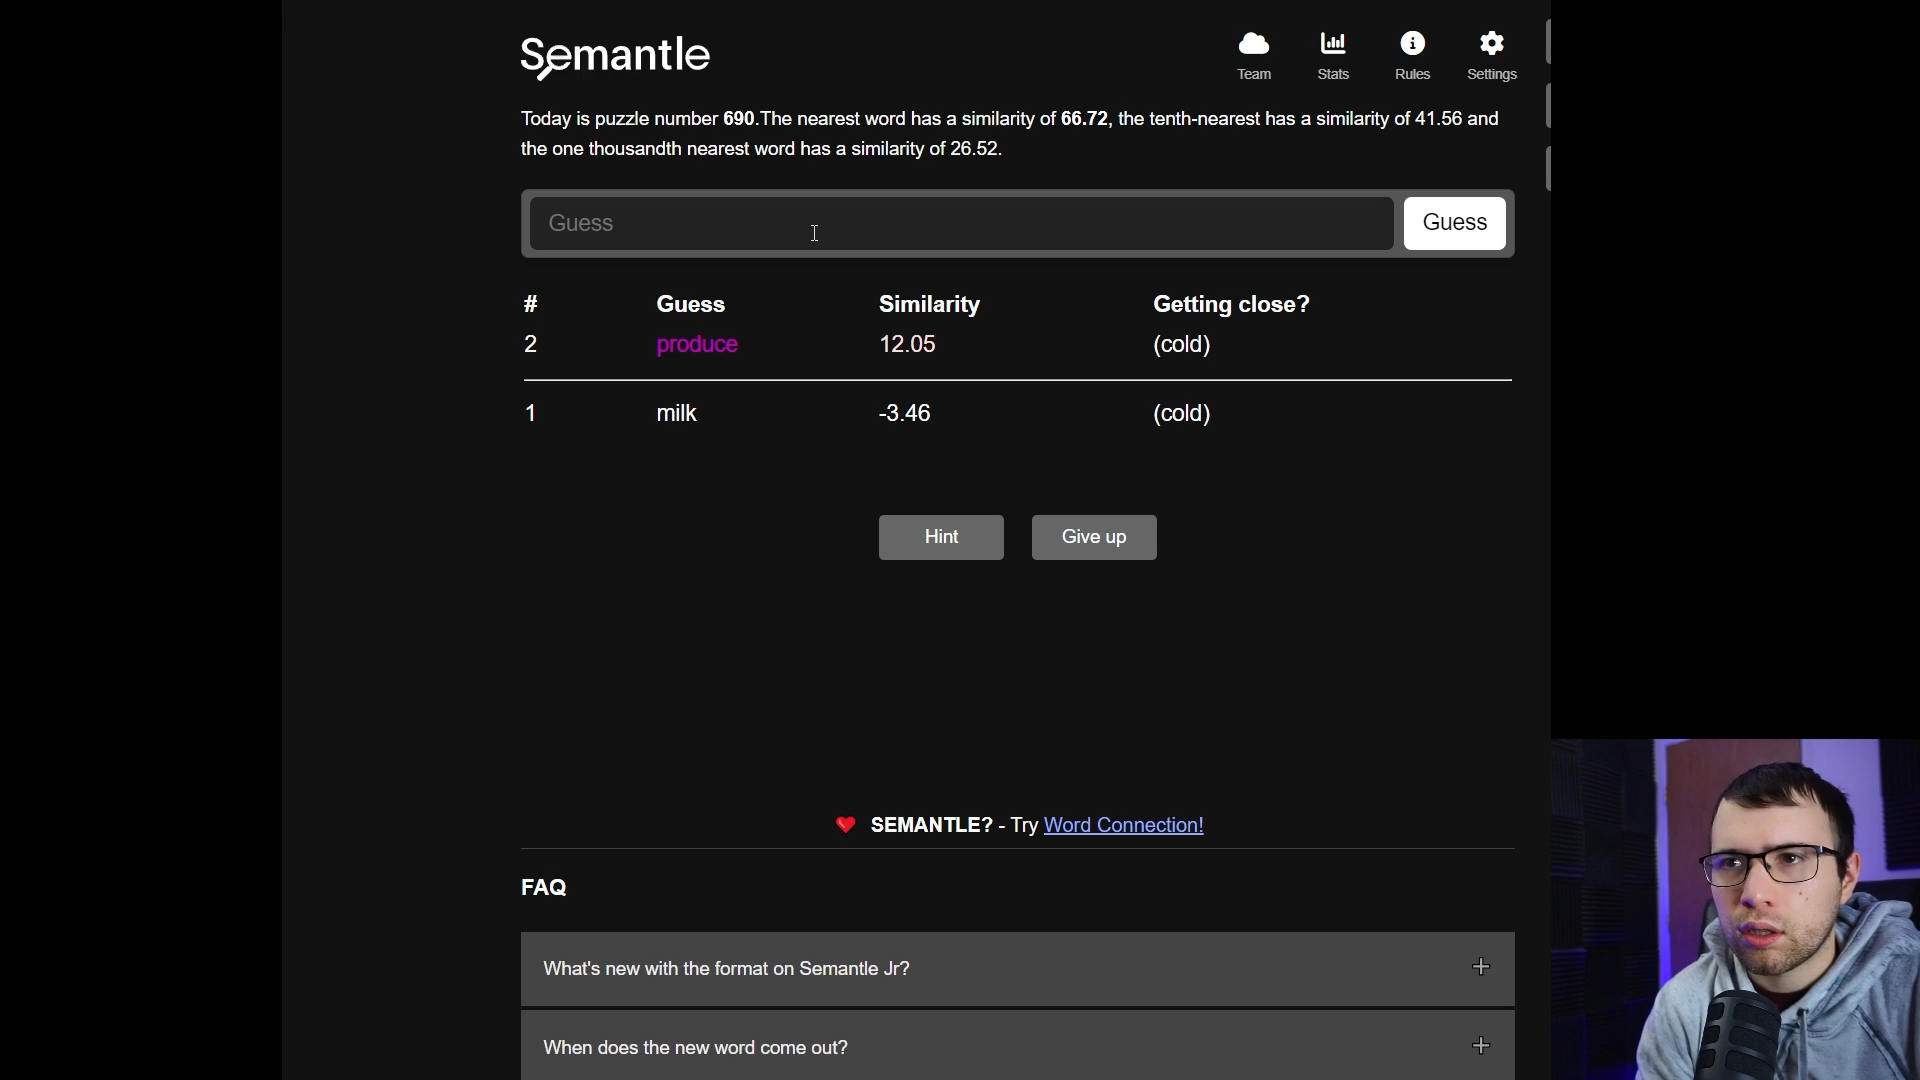 Semantle
Team
Stats
Rules
Settings
Today is puzzle number 690.The nearest word has a similarity of 66.72, the tenth-nearest has a similarity of 41.56 and
the one thousandth nearest word has a similarity of 26.52.
Guess
Guess
# Guess Similarity Getting close?
2 produce 12.05 (cold)
1 milk -3.46 (cold)
Hint
Give up
SEMANTLE? - Try Word Connection!
FAQ
What's new with the format on Semantle Jr?
When does the new word come out?